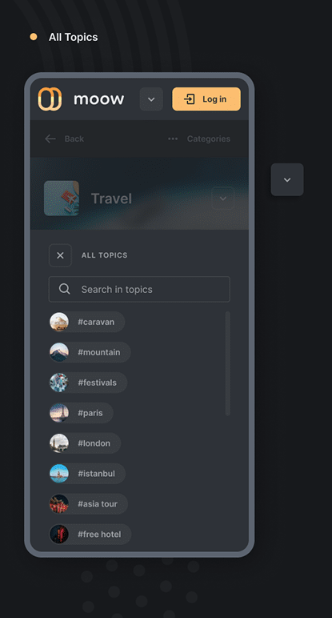 All Topics
moow
Log in
Back
Categories
Travel
ALL TOPICS
Search in topics
#caravan
#mountain
#festivals
#paris
#london
#istanbul
#asia tour
#free hotel